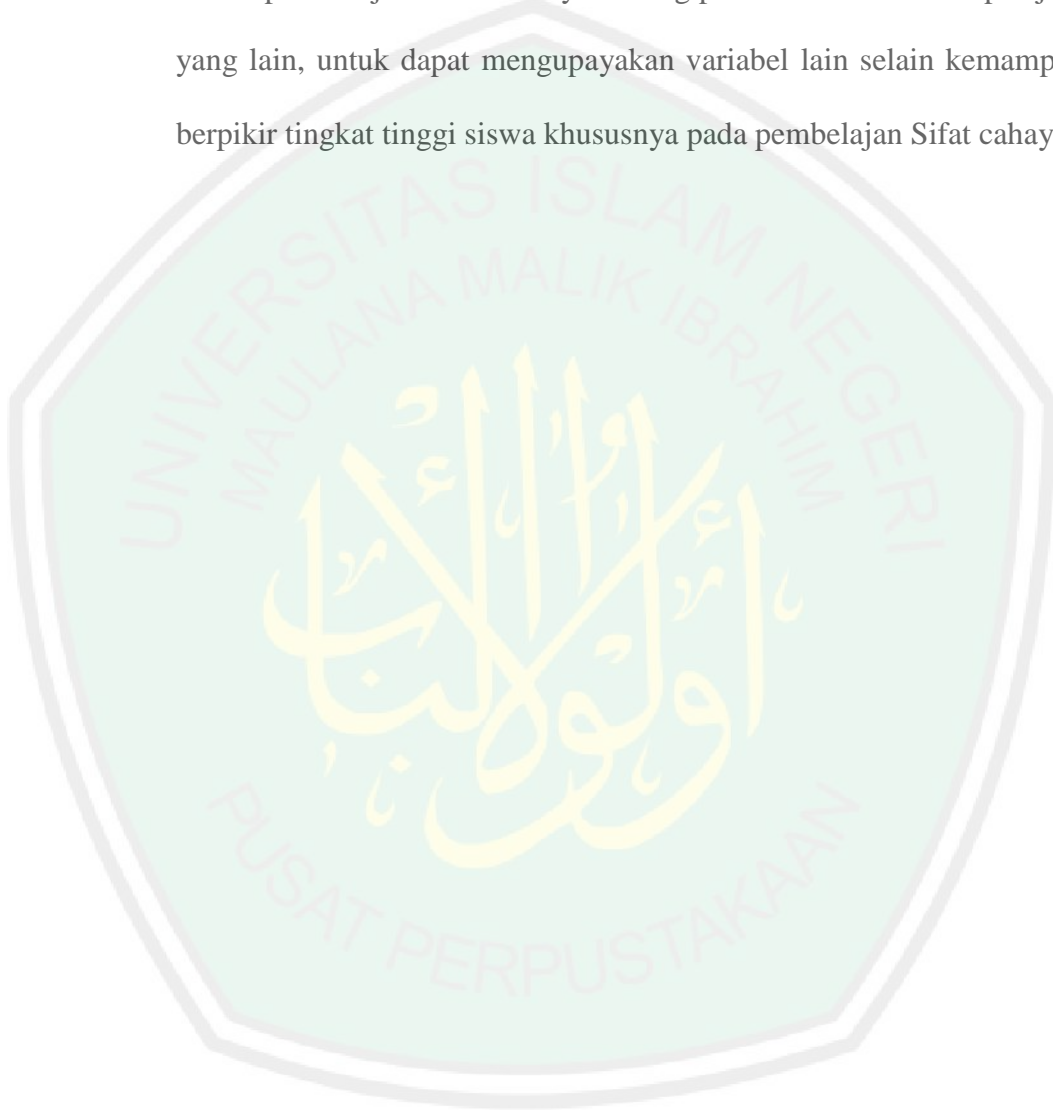 yang lain, untuk dapat mengupayakan variabel lain selain kemamp
berpikir tingkat tinggi siswa khususnya pada pembelajan Sifat cahay
UNIVERSITAS ISLAM NEGERI
MAULANA MALIK IBRAHIM
أولوا الألباب
PUSAT PERPUSTAKAAN